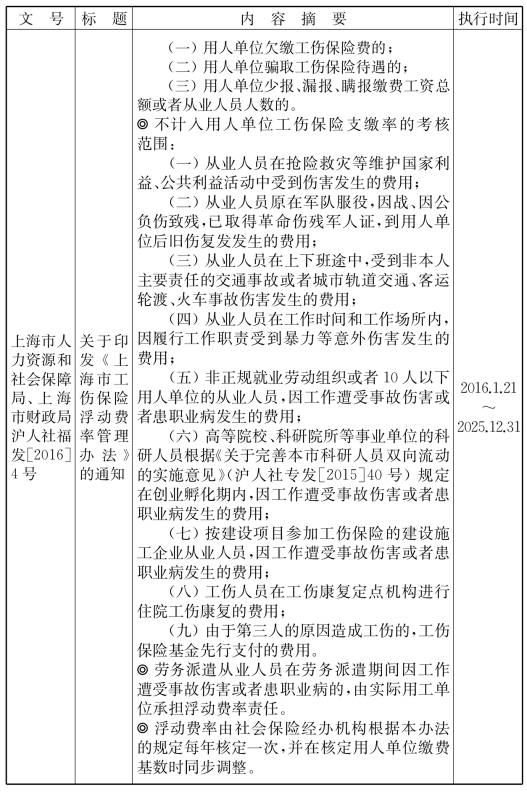 文 号
标 题
内 容 摘 要
执行时间
上海市人
力资源和
社会保障
局、上海
市财政局
沪人社福
发[2016]
4号
关于印
发《上
海市工
伤保险
浮动费
率管理
办法》
的通知
（一）用人单位欠缴工伤保险费的；
（二）用人单位骗取工伤保险待遇的；
（三）用人单位少报、漏报、瞒报缴费工资总
额或者从业人员人数的。
◎ 不计入用人单位工伤保险支缴率的考核
范围：
（一）从业人员在抢险救灾等维护国家利
益、公共利益活动中受到伤害发生的费用；
（二）从业人员原在军队服役，因战、因公
负伤致残，已取得革命伤残军人证，到用人单
位后旧伤复发发生的费用；
（三）从业人员在上下班途中，受到非本人
主要责任的交通事故或者城市轨道交通、客运
轮渡、火车事故伤害发生的费用；
（四）从业人员在工作时间和工作场所内，
因履行工作职责受到暴力等意外伤害发生的
费用；
（五）非正规就业劳动组织或者10人以下
用人单位的从业人员，因工作遭受事故伤害或
者患职业病发生的费用；
（六）高等院校、科研院所等事业单位的科
研人员根据《关于完善本市科研人员双向流动
的实施意见》（沪人社专发[2015]40号）规定
在创业孵化期内，因工作遭受事故伤害或者患
职业病发生的费用；
（七）按建设项目参加工伤保险的建设施
工企业从业人员，因工作遭受事故伤害或者患
职业病发生的费用；
（八）工伤人员在工伤康复定点机构进行
住院工伤康复的费用；
（九）由于第三人的原因造成工伤的，工伤
保险基金先行支付的费用。
◎ 劳务派遣从业人员在劳务派遣期间因工作
遭受事故伤害或者患职业病的，由实际用工单
位承担浮动费率责任。
◎ 浮动费率由社会保险经办机构根据本办法
的规定每年核定一次，并在核定用人单位缴费
基数时同步调整。
2016.1.21
～
2025.12.31